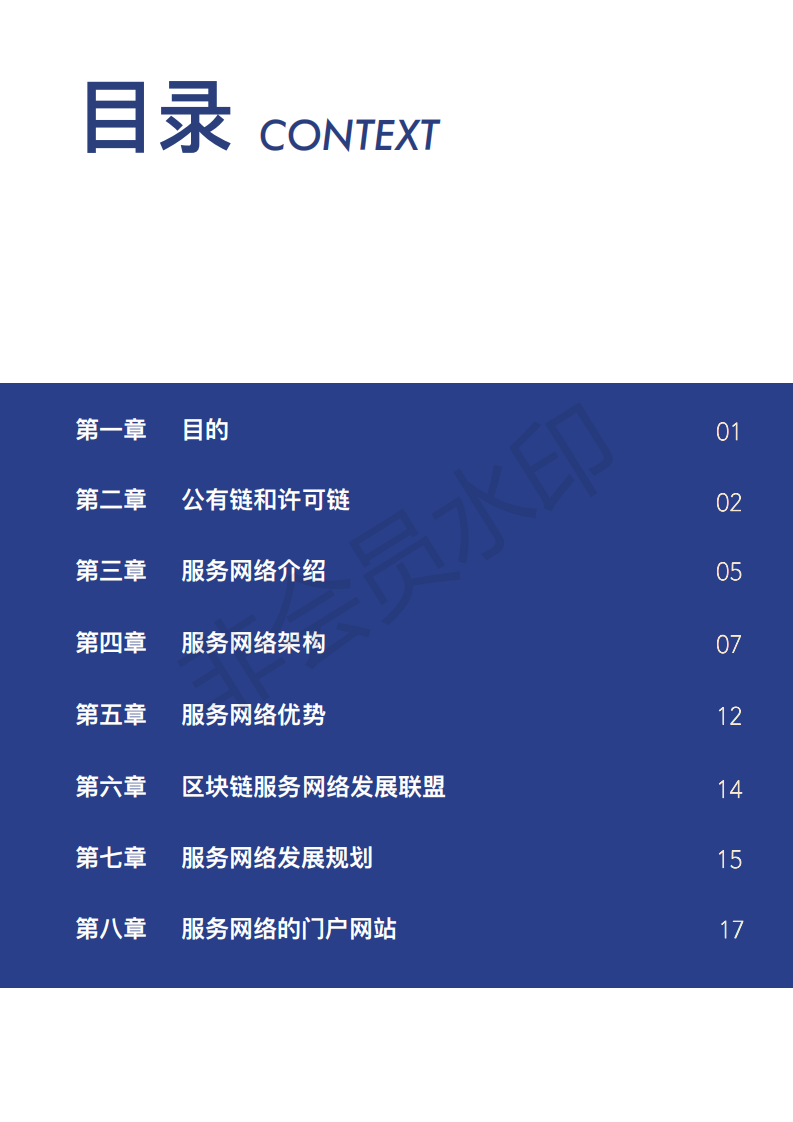 目录 CONTEXT
第一章 目的 01
第二章 公有链和许可链 02
第三章 服务网络介绍 05
第四章 服务网络架构 07
第五章 服务网络优势 12
第六章 区块链服务网络发展联盟 14
第七章 服务网络发展规划 15
第八章 服务网络的门户网站 17
非会员水印